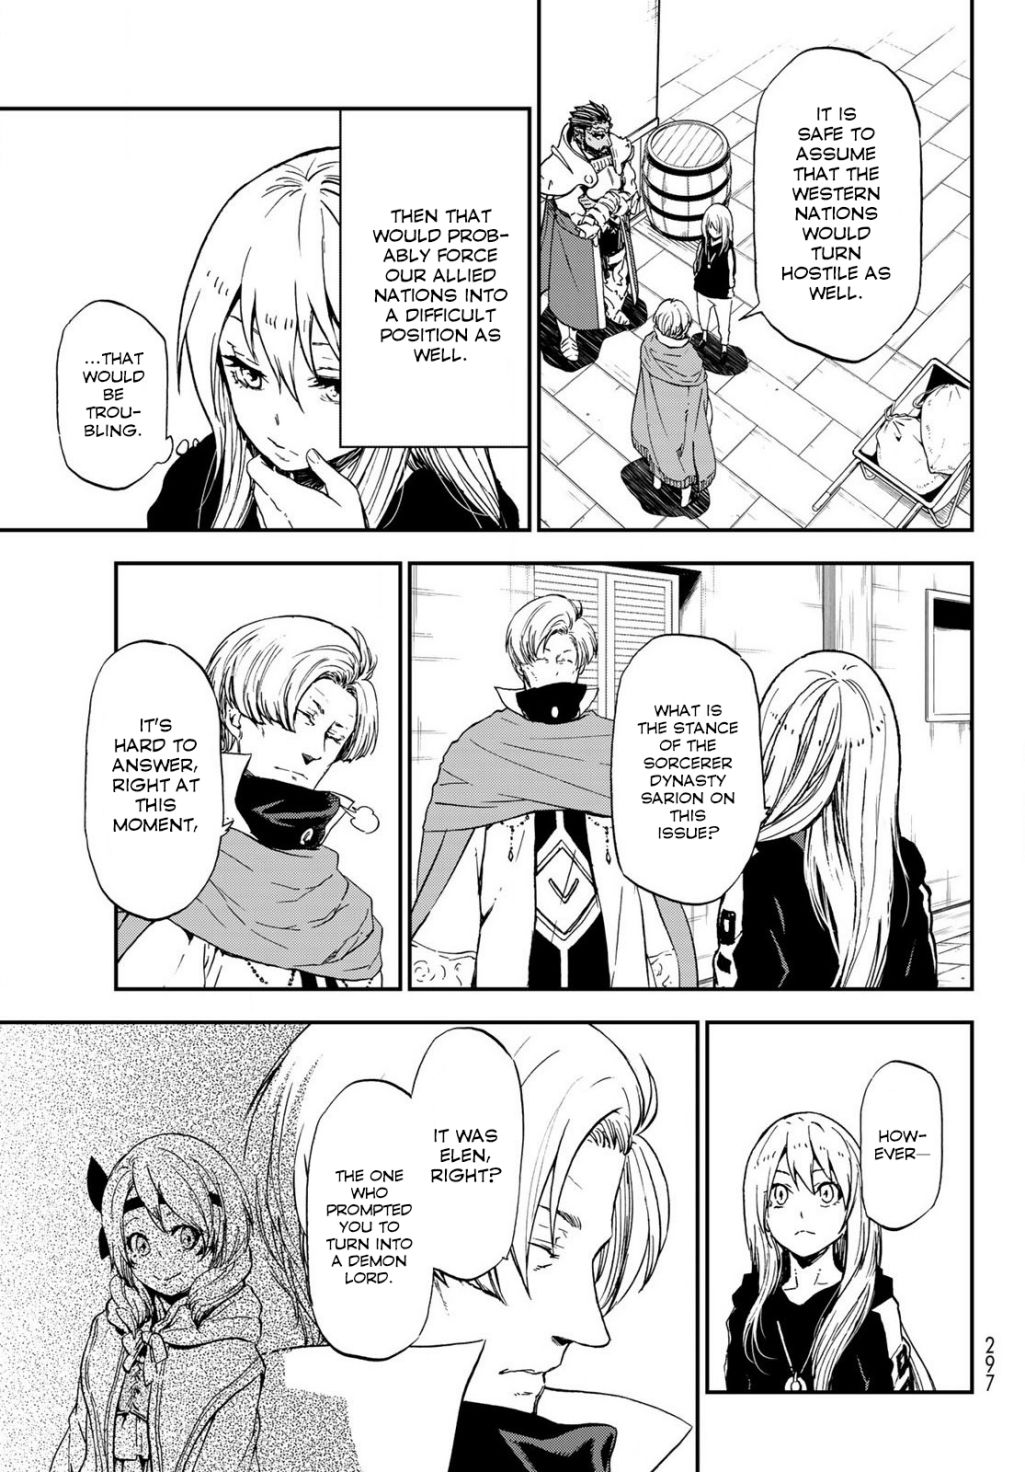 IT IS
SAFE TO
ASSUME
THAT THE
WESTERN
NATIONS
WOULD
TURN
HOSTILE AS
WELL.
THEN THAT
WOULD PROB-
ABLY FORCE
OUR ALLIED
NATIONS INTO
A DIFFICULT
POSITION AS
WELL.
...THAT
WOULD
BE
TROU-
BLING.
WHAT IS
THE STANCE
OF THE
SORCERER
DYNASTY
SARION ON
THIS
ISSUE?
IT'S
HARD TO
ANSWER,
RIGHT AT
THIS
MOMENT,
HOW-
EVER—
IT WAS
ELEN,
RIGHT?
THE ONE
WHO
PROMPTED
YOU TO
TURN INTO
A DEMON
LORD.
297